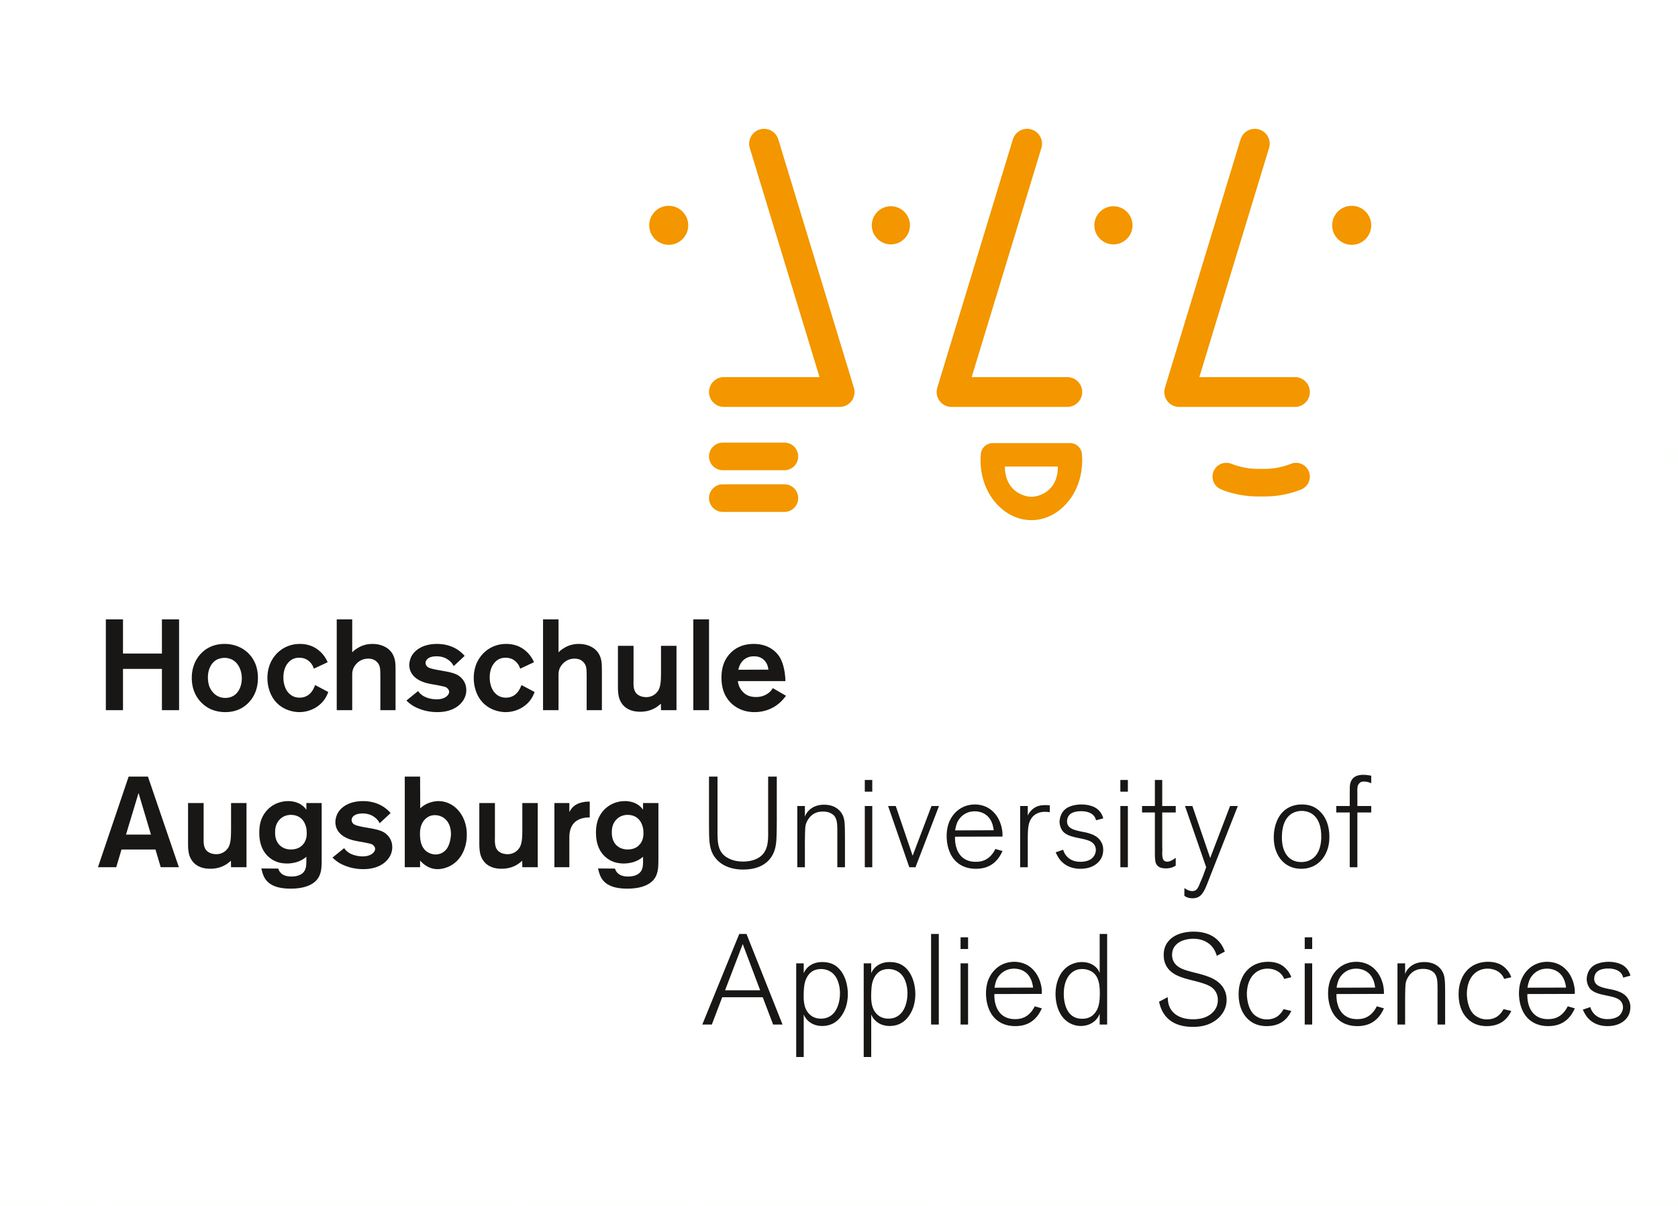 Hochschule
Augsburg University of
Applied Sciences